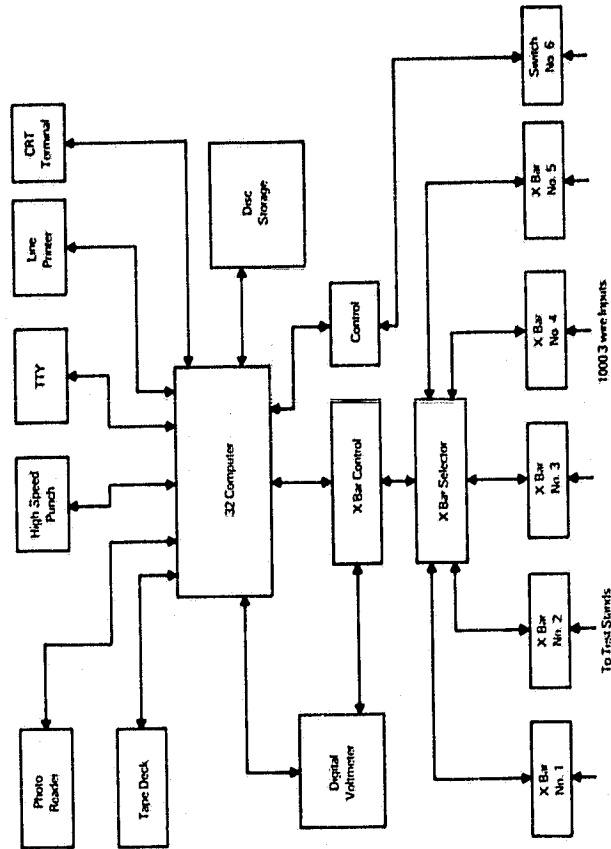 Photo
Reader
Tape Deck
High Speed
Punch
TTY
Line
Printer
CRT
Terminal
Disc
Storage
32 Computer
Digital
Voltmeter
X Bar Control
Control
X Bar Selector
X Bar
No. 1
X Bar
No. 2
X Bar
No. 3
X Bar
No. 4
X Bar
No. 5
Switch
No. 6
To Test Stands
1000 3 wire Inputs